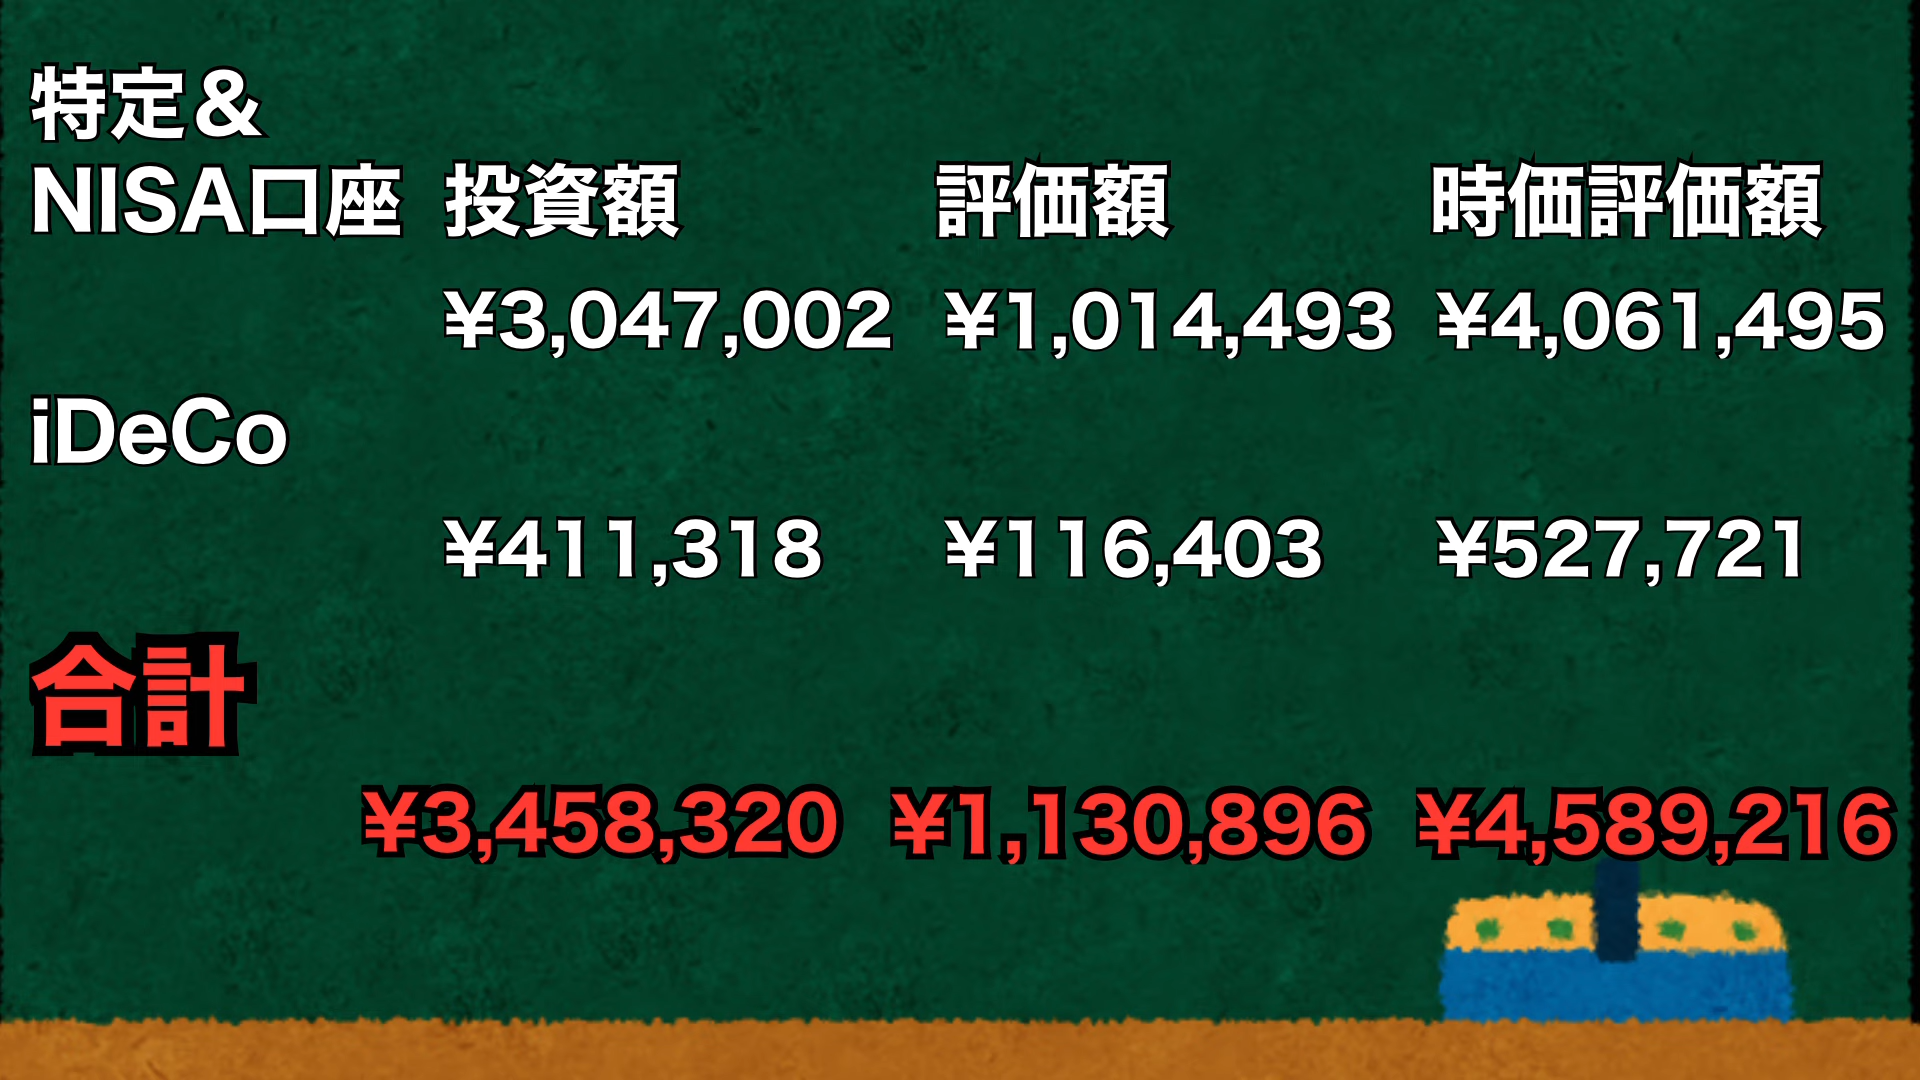 特定&
NISA口座 投資額 評価額 時価評価額
¥3,047,002 ¥1,014,493 ¥4,061,495
iDeCo
¥411,318 ¥116,403 ¥527,721
合計
¥3,458,320 ¥1,130,896 ¥4,589,216